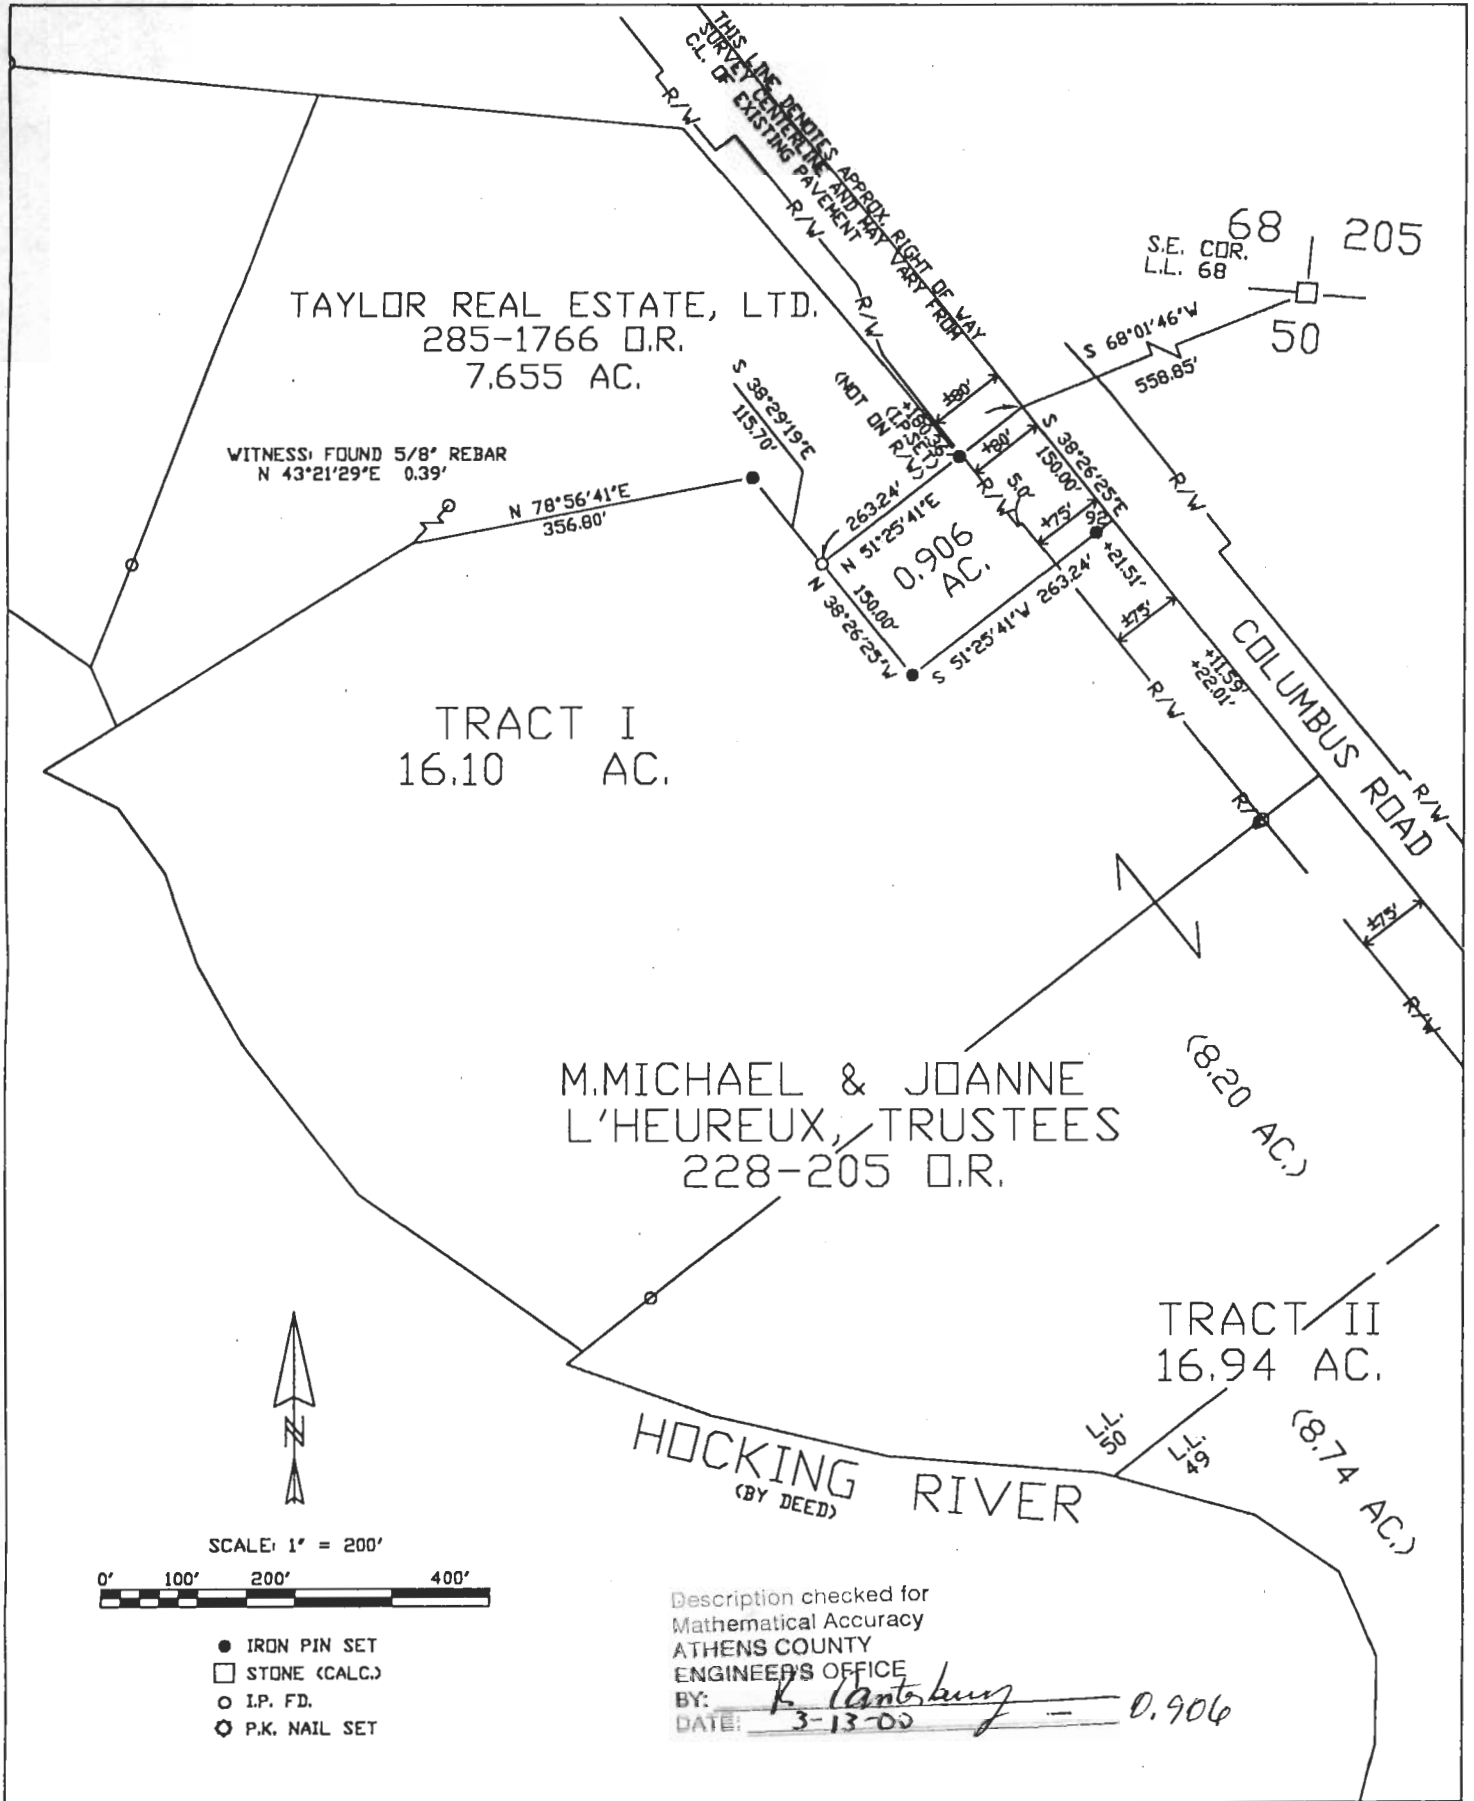 THIS LINE DENOTES APPROX. RIGHT OF WAY
SURVEY CENTERLINE AND MAY VARY FROM
C.L. OF EXISTING PAVEMENT
R/W
R/W
R/W
68 205
S.E. COR.
L.L. 68
50
S 68°01'46"W
558.85'
TAYLOR REAL ESTATE, LTD.
285-1766 O.R.
7.655 AC.
S 38°29'19"E
115.70'
(NOT ON R/W)
(I.P. SET)
±80'
±80'
S 38°26'25"E
150.00'
R/W
WITNESS: FOUND 5/8" REBAR
N 43°21'29"E 0.39'
N 78°56'41"E
356.80'
263.24'
N 51°25'41"E
R/W
5.0'
±75'
0.906
AC.
+21.51'
N 38°26'25"W
150.00'
S 51°25'41"W 263.24'
±75'
+11.59'
+22.01'
R/W
COLUMBUS ROAD
R/W
TRACT I
16.10 AC.
±75'
R/W
(8.20 AC.)
M.MICHAEL & JOANNE
L'HEUREUX, TRUSTEES
228-205 O.R.
TRACT II
16.94 AC.
L.L.
50
L.L.
49
(8.74 AC.)
HOCKING RIVER
(BY DEED)
N
SCALE: 1" = 200'
0' 100' 200' 400'
IRON PIN SET
STONE (CALC.)
I.P. FD.
P.K. NAIL SET
Description checked for
Mathematical Accuracy
ATHENS COUNTY
ENGINEER'S OFFICE
BY: K Canterbury - 0.906
DATE: 3-13-00